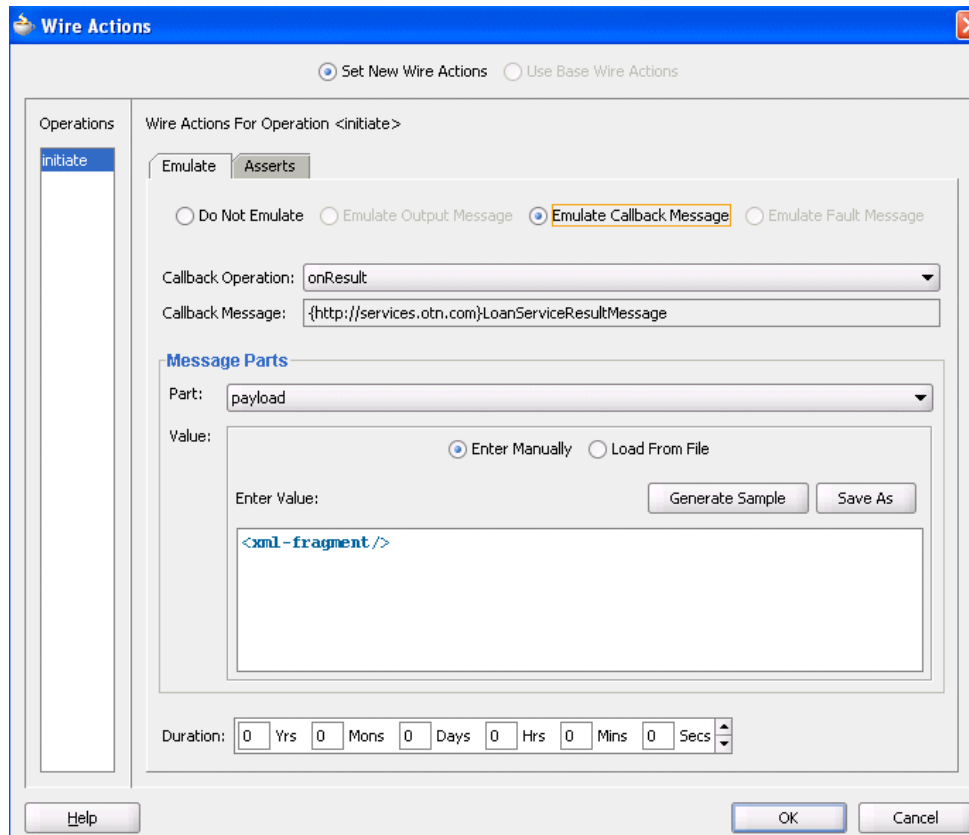 Wire Actions
Set New Wire Actions Use Base Wire Actions
Operations
initiate
Wire Actions For Operation <initiate>
Emulate Asserts
Do Not Emulate Emulate Output Message Emulate Callback Message Emulate Fault Message
Callback Operation: onResult
Callback Message: {http://services.otn.com}LoanServiceResultMessage
Message Parts
Part: payload
Value:
Enter Manually Load From File
Enter Value: Generate Sample Save As
<xml-fragment/>
Duration: 0 Yrs 0 Mons 0 Days 0 Hrs 0 Mins 0 Secs
Help OK Cancel